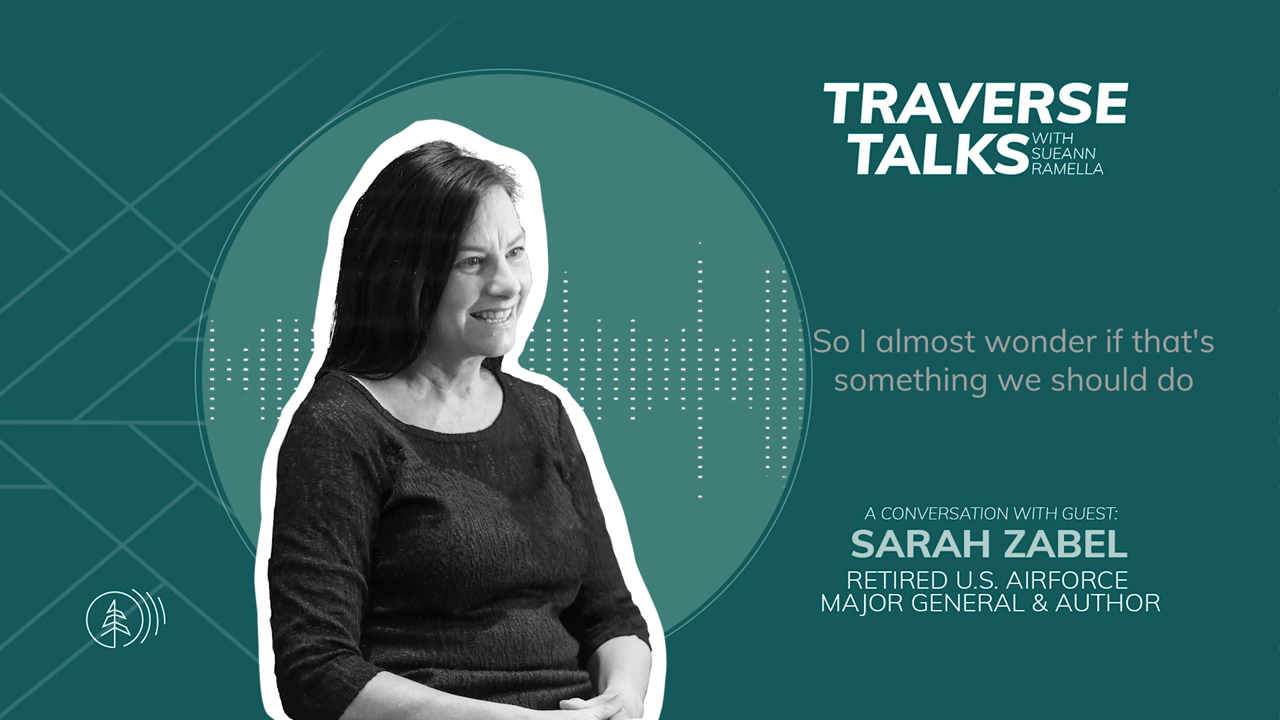 TRAVERSE
TALKS
WITH
SUEANN
RAMELLA
So I almost wonder if that's
something we should do
A CONVERSATION WITH GUEST:
SARAH ZABEL
RETIRED U.S. AIRFORCE
MAJOR GENERAL & AUTHOR